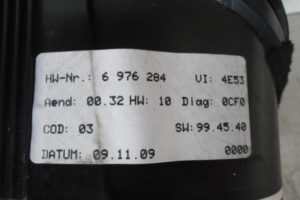 HW-Nr.: 6 976 284 VI: 4E53
Aend: 00.32 HW: 10 Diag: 0CF0
COD: 03 SW: 99.45.40
DATUM: 09.11.09 0000